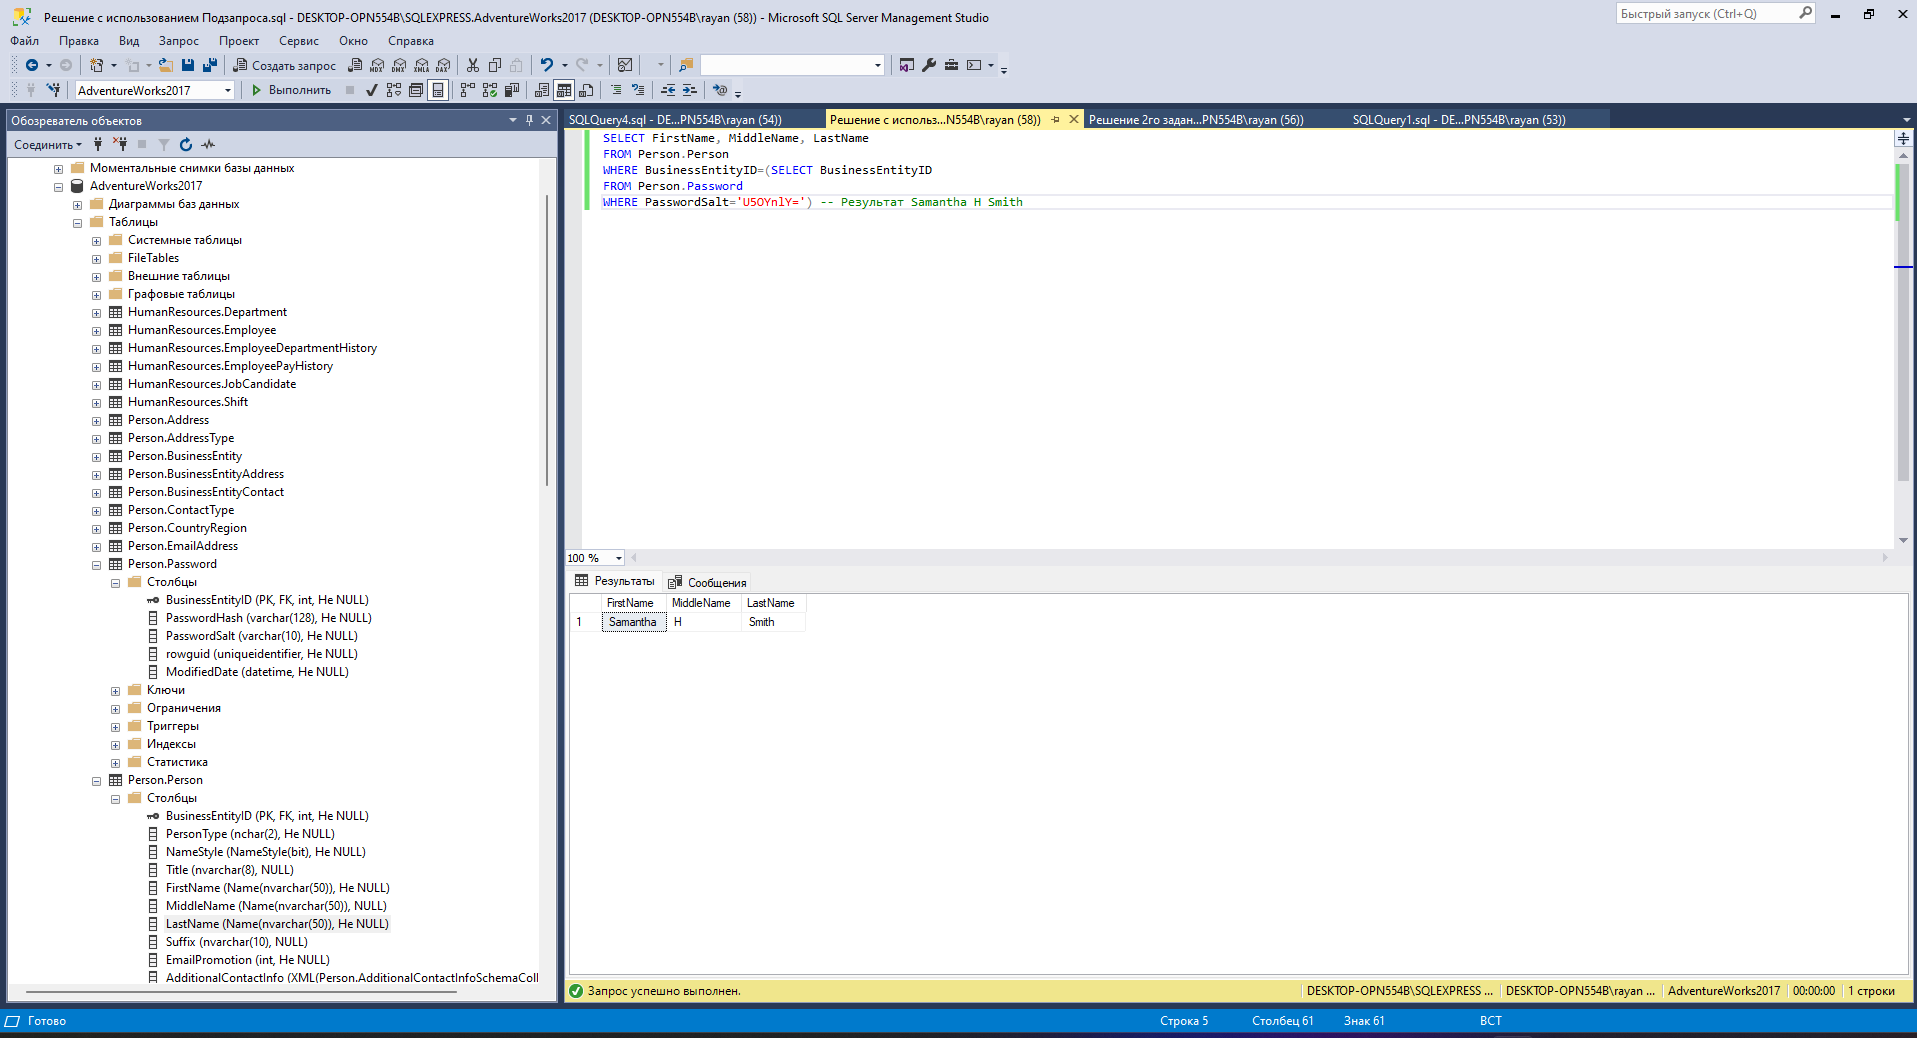 Решение с использованием Подзапроса.sql - DESKTOP-OPN554B\SQLEXPRESS.AdventureWorks2017 (DESKTOP-OPN554B\rayan (58)) - Microsoft SQL Server Management Studio
Быстрый запуск (Ctrl+Q)
Файл Правка Вид Запрос Проект Сервис Окно Справка
Создать запрос
MDX DMX XMLA DAX
AdventureWorks2017
Выполнить
Обозреватель объектов
Соединить
Моментальные снимки базы данных
AdventureWorks2017
Диаграммы баз данных
Таблицы
Системные таблицы
FileTables
Внешние таблицы
Графовые таблицы
HumanResources.Department
HumanResources.Employee
HumanResources.EmployeeDepartmentHistory
HumanResources.EmployeePayHistory
HumanResources.JobCandidate
HumanResources.Shift
Person.Address
Person.AddressType
Person.BusinessEntity
Person.BusinessEntityAddress
Person.BusinessEntityContact
Person.ContactType
Person.CountryRegion
Person.EmailAddress
Person.Password
Столбцы
BusinessEntityID (PK, FK, int, Не NULL)
PasswordHash (varchar(128), Не NULL)
PasswordSalt (varchar(10), Не NULL)
rowguid (uniqueidentifier, Не NULL)
ModifiedDate (datetime, Не NULL)
Ключи
Ограничения
Триггеры
Индексы
Статистика
Person.Person
Столбцы
BusinessEntityID (PK, FK, int, Не NULL)
PersonType (nchar(2), Не NULL)
NameStyle (NameStyle(bit), Не NULL)
Title (nvarchar(8), NULL)
FirstName (Name(nvarchar(50)), Не NULL)
MiddleName (Name(nvarchar(50)), NULL)
LastName (Name(nvarchar(50)), Не NULL)
Suffix (nvarchar(10), NULL)
EmailPromotion (int, Не NULL)
AdditionalContactInfo (XML(Person.AdditionalContactInfoSchemaColl
SQLQuery4.sql - DE...PN554B\rayan (54))
Решение с использ...N554B\rayan (58))
Решение 2го задан...PN554B\rayan (56))
SQLQuery1.sql - DE...PN554B\rayan (53))
SELECT FirstName, MiddleName, LastName
FROM Person.Person
WHERE BusinessEntityID=(SELECT BusinessEntityID
FROM Person.Password
WHERE PasswordSalt='U5OYnlY=') -- Результат Samantha H Smith
100 %
Результаты Сообщения
FirstName MiddleName LastName
1 Samantha H Smith
Запрос успешно выполнен.
DESKTOP-OPN554B\SQLEXPRESS ... DESKTOP-OPN554B\rayan ... AdventureWorks2017 00:00:00 1 строки
Готово
Строка 5 Столбец 61 Знак 61 ВСТ